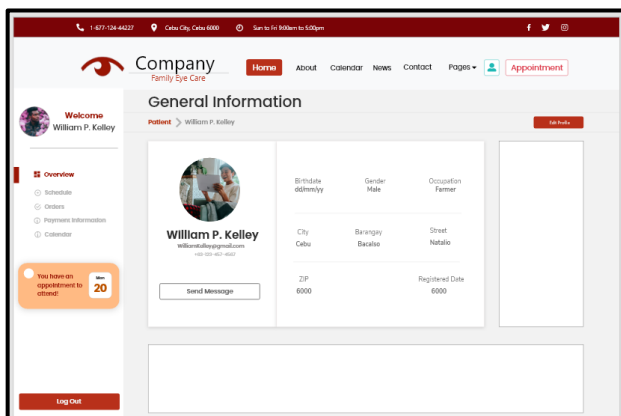 1-877-124-44227 Cebu City, Cebu 6000 Sun to Fri 9:00am to 5:00pm
Company
Family Eye Care
Home About Calendar News Contact Pages Appointment
General Information
Patient > William P. Kelley
Edit Profile
Welcome
William P. Kelley
Overview
Schedule
Orders
Payment Information
Calendar
You have an
appointment to
attend!
Mon
20
Log Out
William P. Kelley
WilliamKelley@gmail.com
Send Message
Birthdate Gender Occupation
dd/mm/yy Male Farmer
City Barangay Street
Cebu Bacalso Natalio
ZIP Registered Date
6000 6000